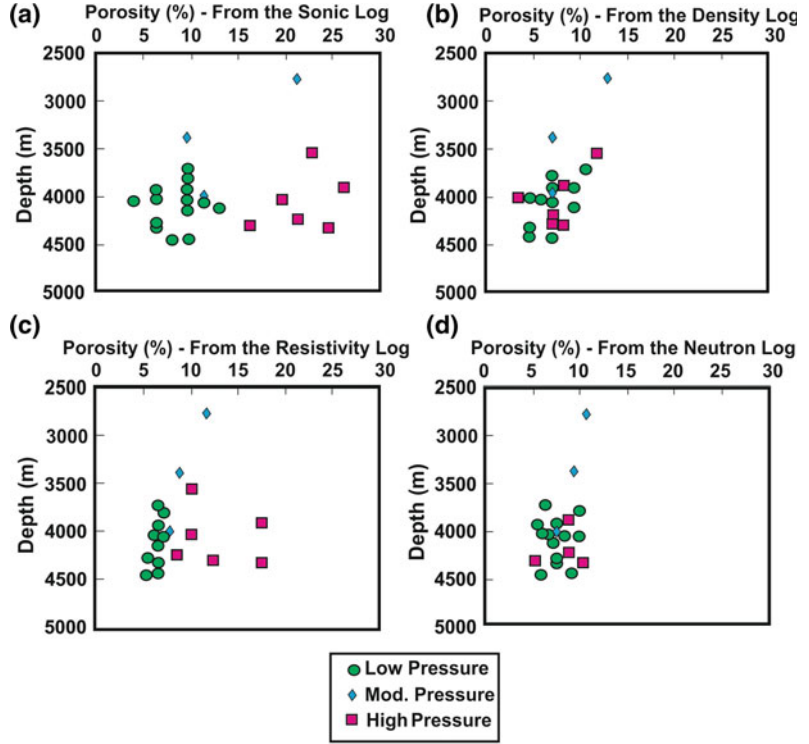 (a) Porosity (%) - From the Sonic Log
0 5 10 15 20 25 30
2500
3000
3500
4000
4500
5000
Depth (m)
(b) Porosity (%) - From the Density Log
0 5 10 15 20 25 30
2500
3000
3500
4000
4500
5000
Depth (m)
(c) Porosity (%) - From the Resistivity Log
0 5 10 15 20 25 30
2500
3000
3500
4000
4500
5000
Depth (m)
(d) Porosity (%) - From the Neutron Log
0 5 10 15 20 25 30
2500
3000
3500
4000
4500
5000
Depth (m)
Low Pressure
Mod. Pressure
High Pressure